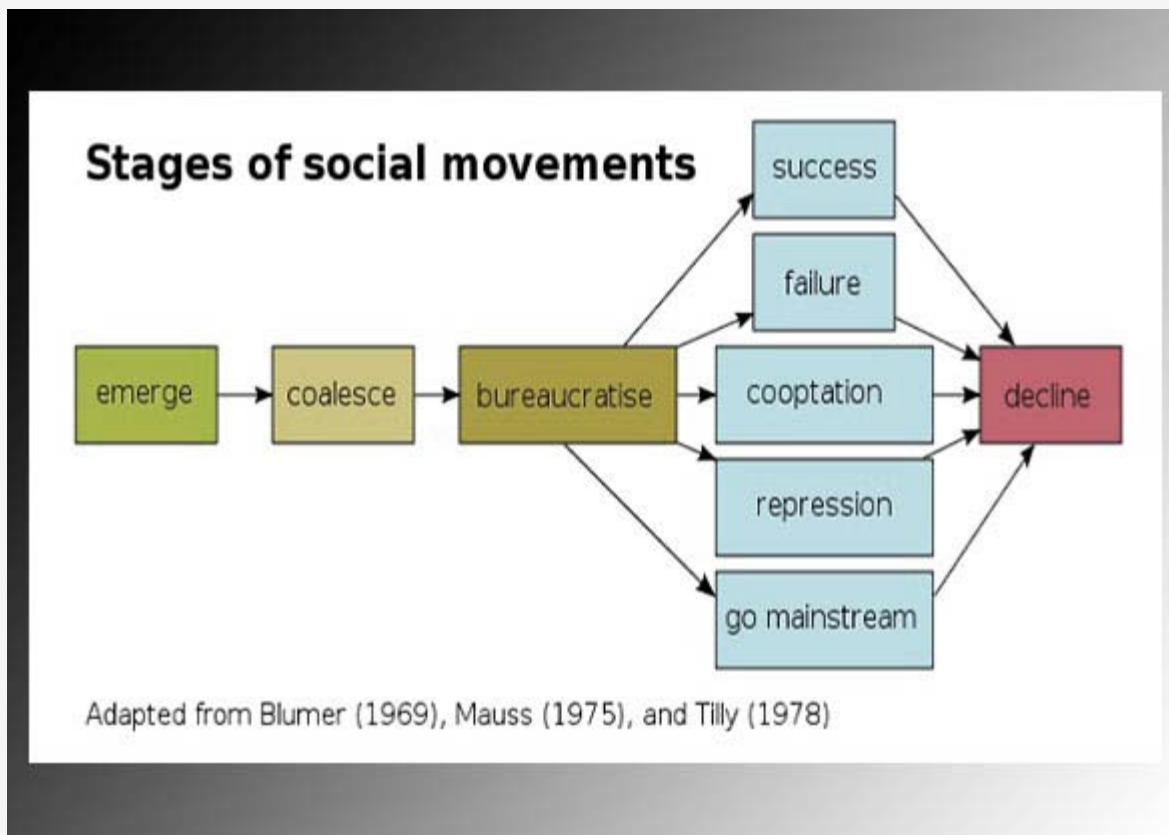 Stages of social movements
success
failure
emerge
coalesce
bureaucratise
cooptation
decline
repression
go mainstream
Adapted from Blumer (1969), Mauss (1975), and Tilly (1978)